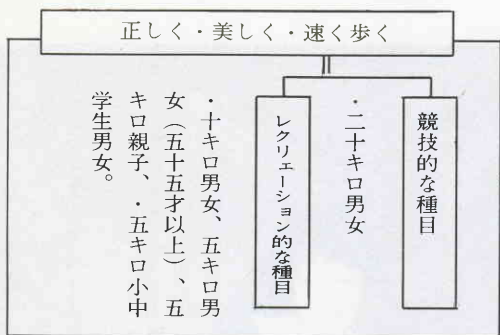 正しく・美しく・速く歩く
競技的な種目
・二十キロ男女
レクリェーション的な種目
・十キロ男女、五キロ男
女（五十五才以上）、五
キロ親子、・五キロ小中
学生男女。